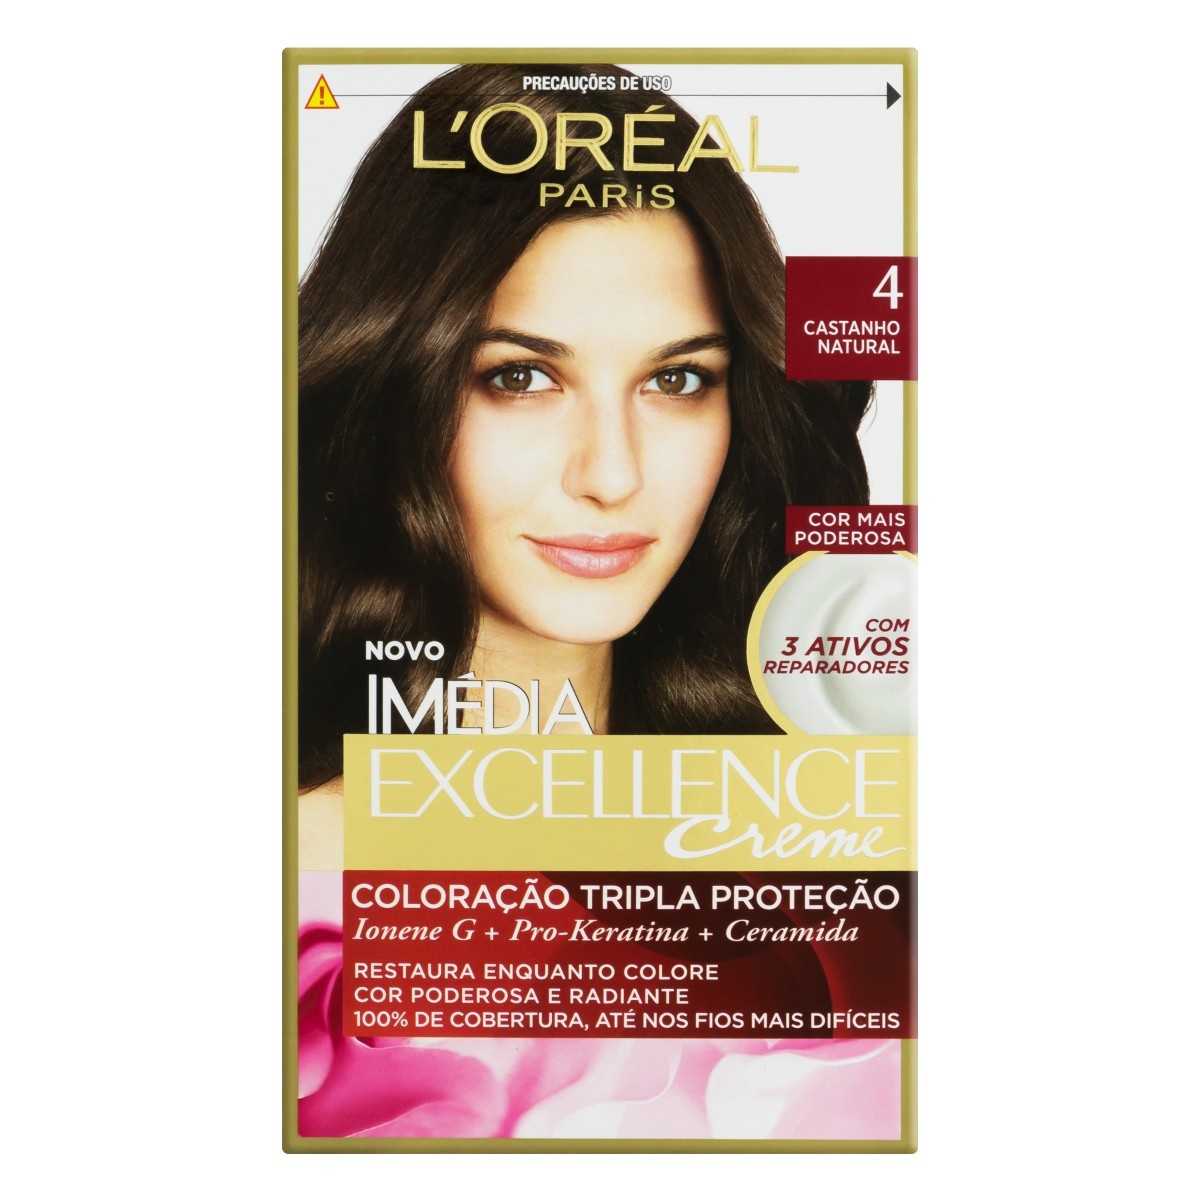 PRECAUÇÕES DE USO
L'ORÉAL
PARiS
4
CASTANHO
NATURAL
COR MAIS
PODEROSA
COM
3 ATIVOS
REPARADORES
NOVO
IMÉDIA
EXCELLENCE
creme
COLORAÇÃO TRIPLA PROTEÇÃO
Ionene G + Pro-Keratina + Ceramida
RESTAURA ENQUANTO COLORE
COR PODEROSA E RADIANTE
100% DE COBERTURA, ATÉ NOS FIOS MAIS DIFÍCEIS